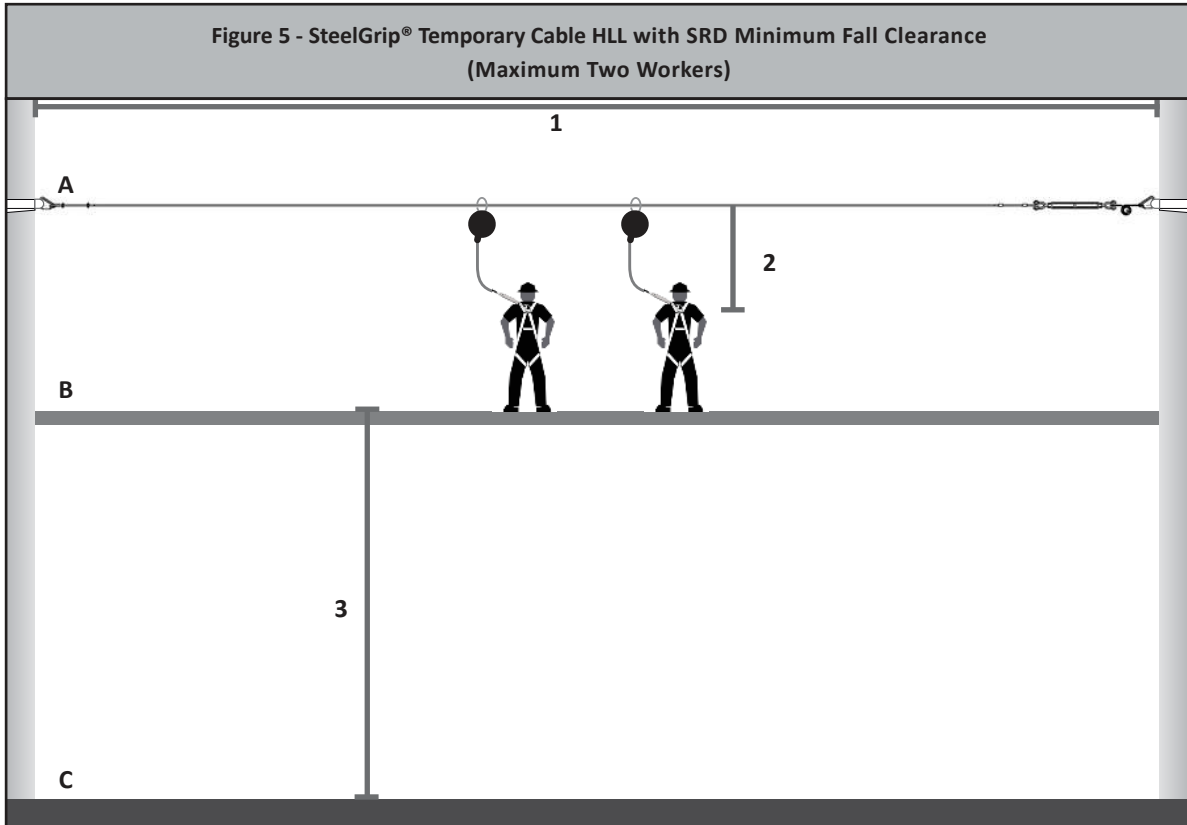 Figure 5 - SteelGrip® Temporary Cable HLL with SRD Minimum Fall Clearance
(Maximum Two Workers)
1
A
2
B
3
C